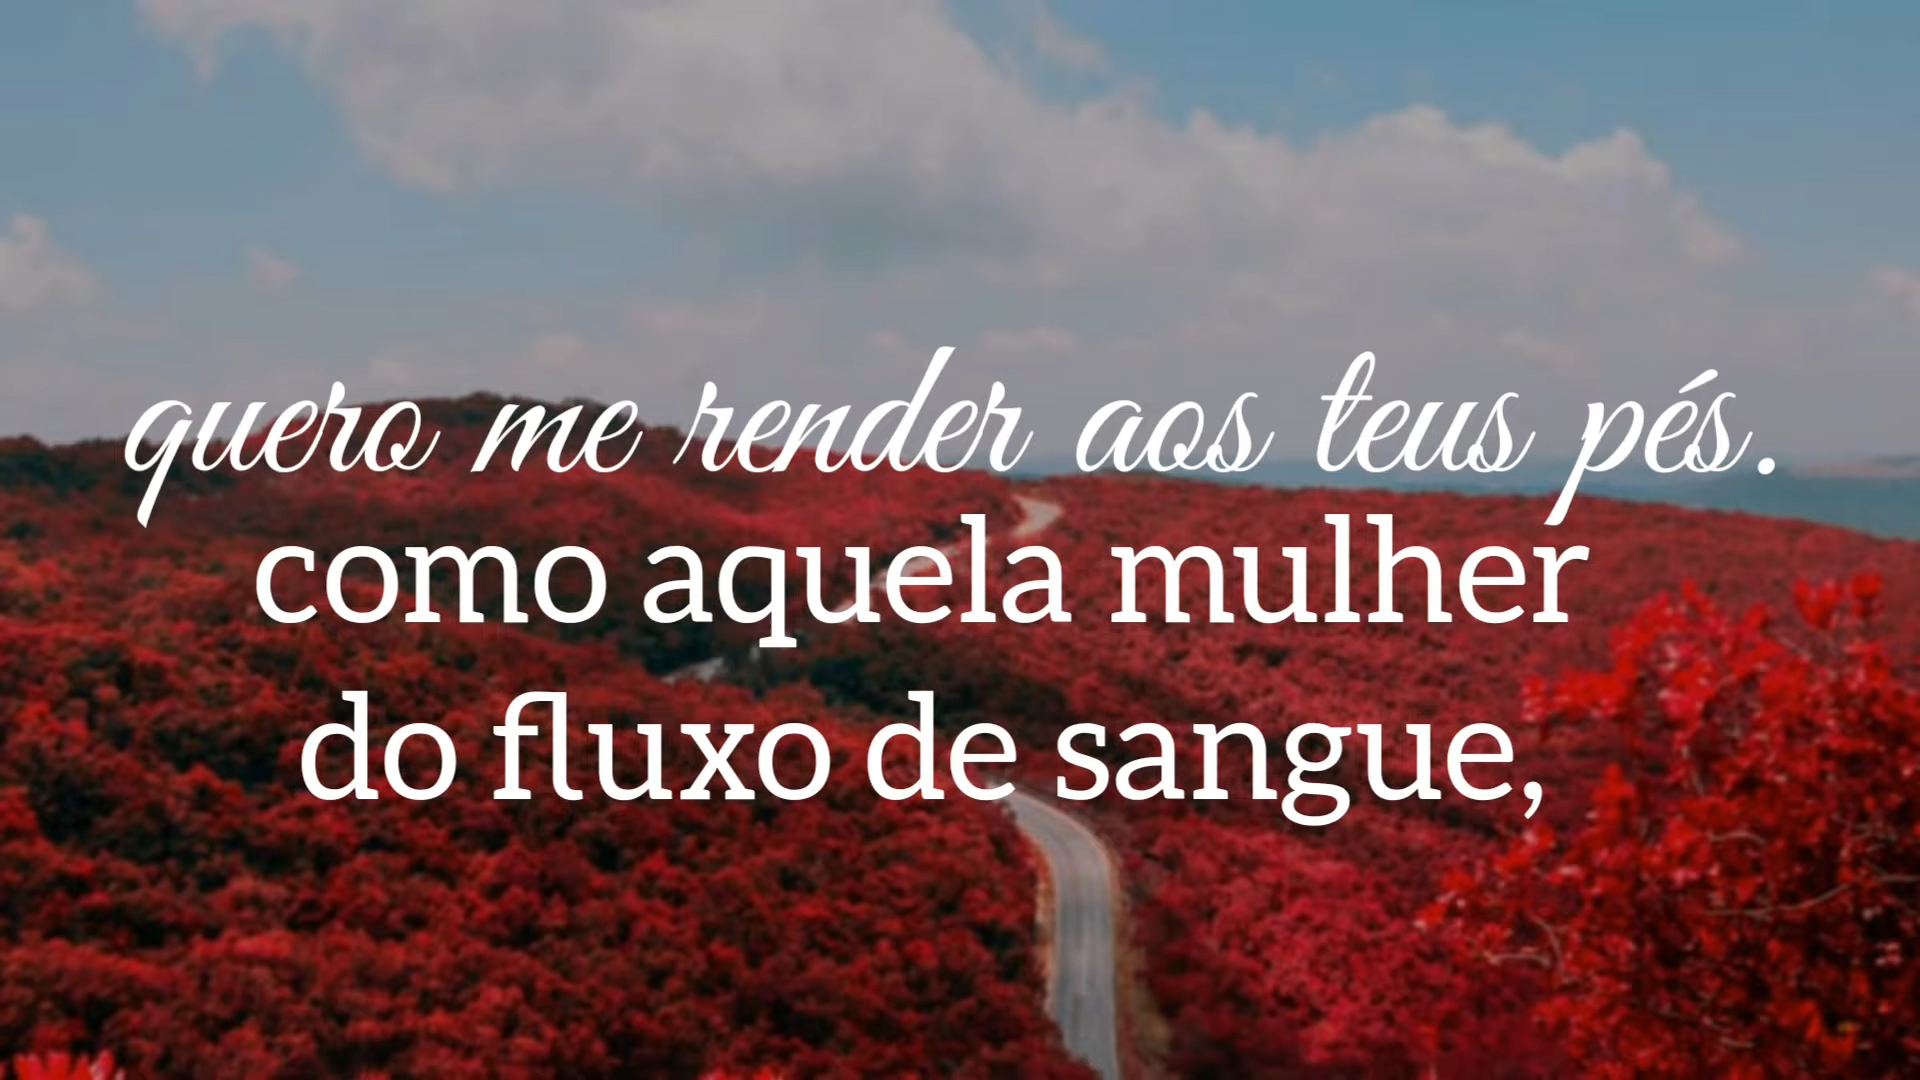 quero me render aos teus pés.
como aquela mulher
do fluxo de sangue,